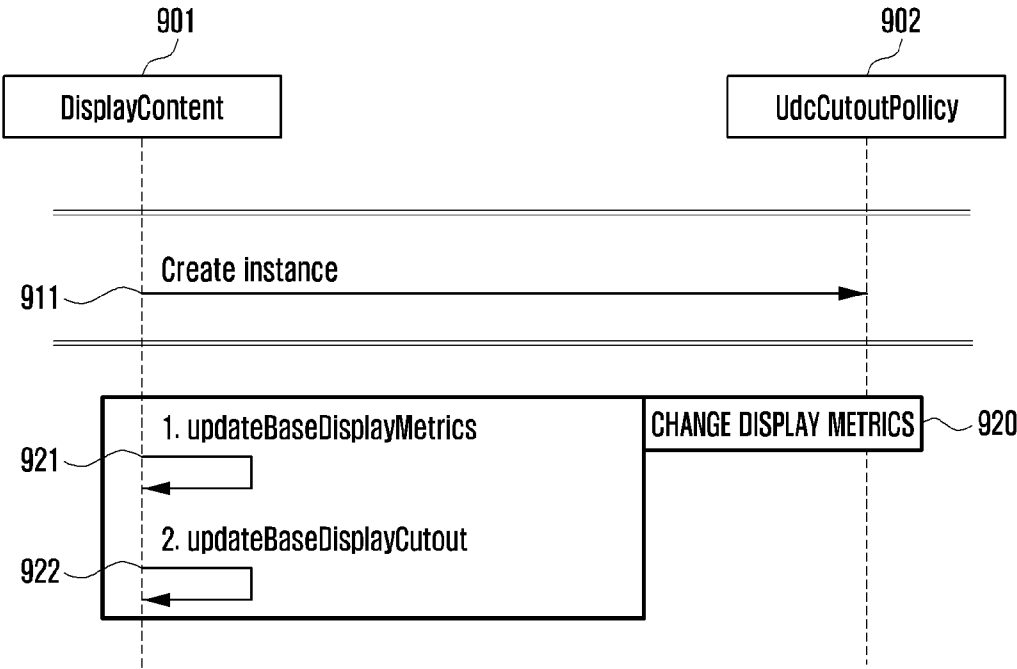 901
902
DisplayContent
UdcCutoutPollicy
Create instance
911
1. updateBaseDisplayMetrics
CHANGE DISPLAY METRICS
920
921
2. updateBaseDisplayCutout
922